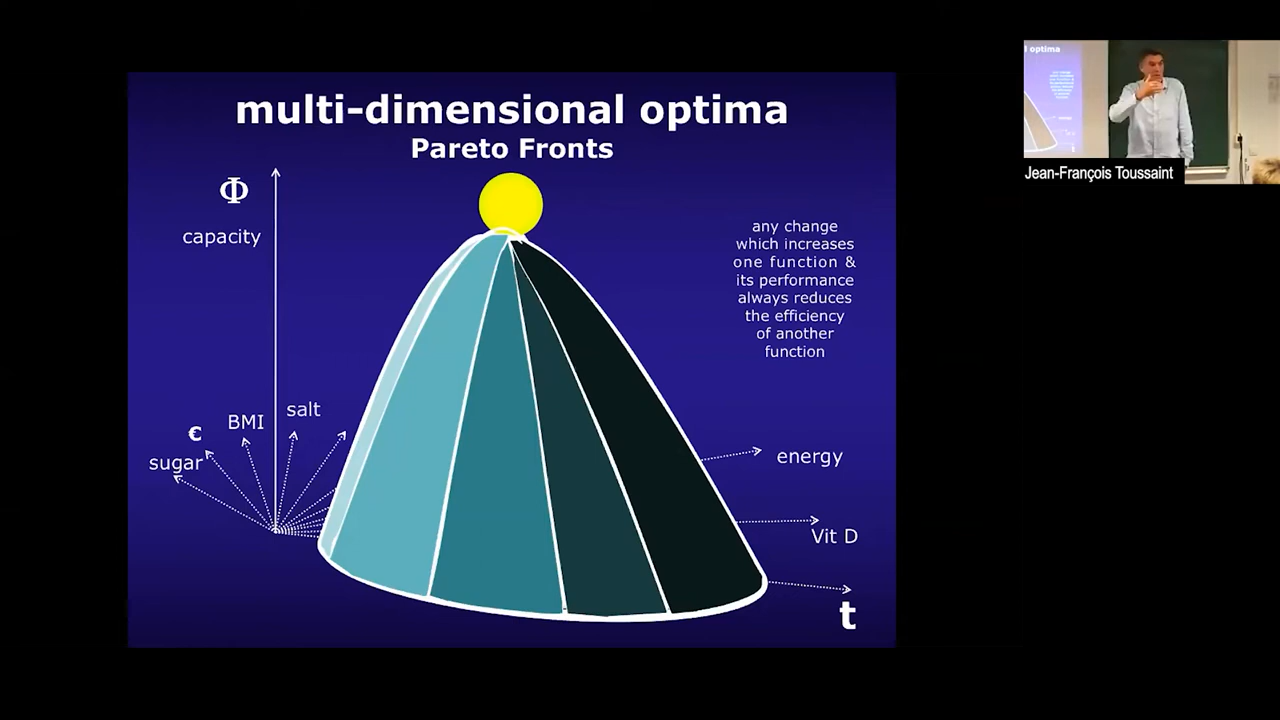 multi-dimensional optima
Pareto Fronts
Φ
capacity
any change
which increases
one function &
its performance
always reduces
the efficiency
of another
function
salt
BMI
€
sugar
energy
Vit D
t
l optima
Jean-François Toussaint